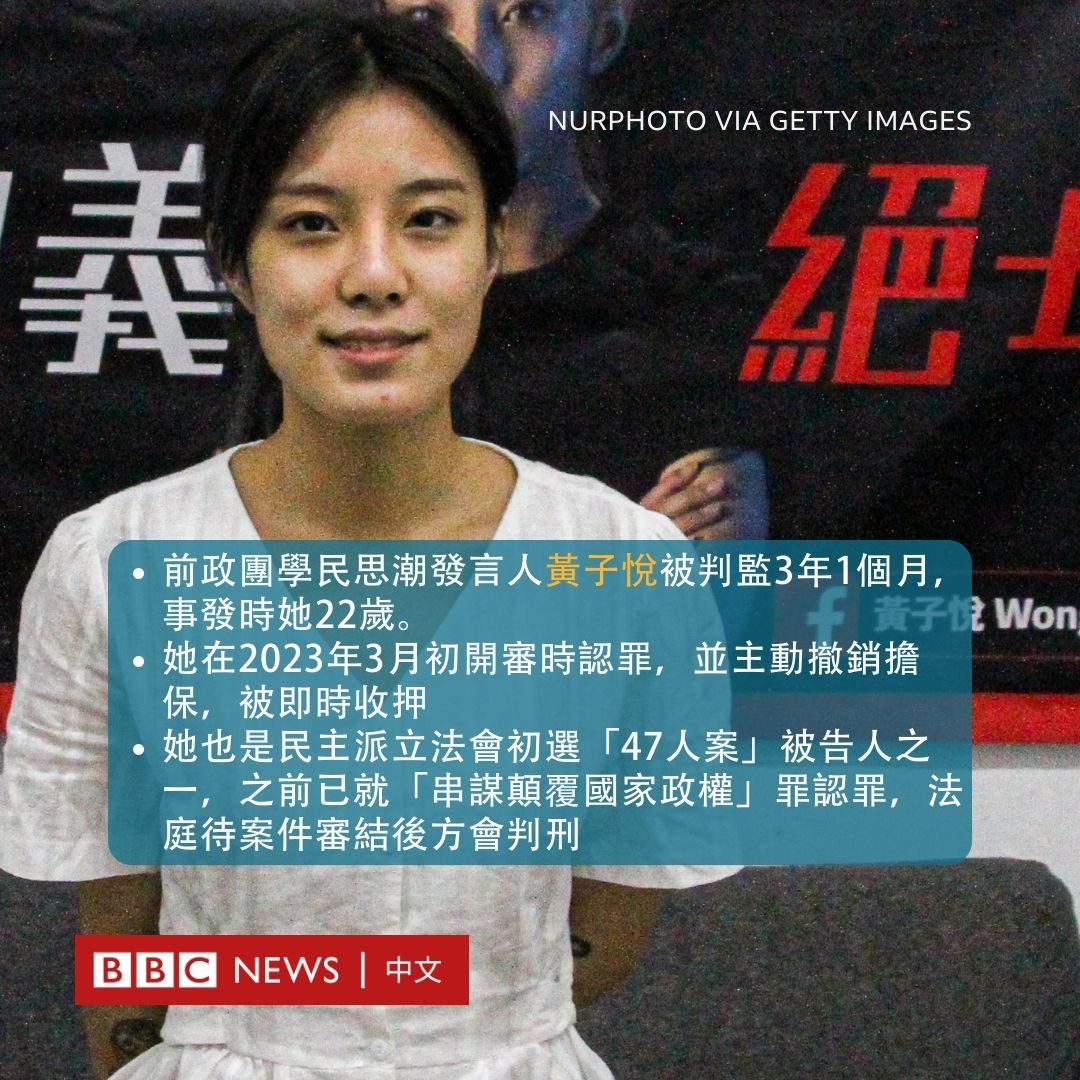 NURPHOTO VIA GETTY IMAGES
義
絕
前政團學民思潮發言人黃子悅被判監3年1個月,
事發時她22歲。
黃子悅 Won
她在2023年3月初開審時認罪，並主動撤銷擔
保，被即時收押
她也是民主派立法會初選「47人案」被告人之
一，之前已就「串謀顛覆國家政權」罪認罪，法
庭待案件審結後方會判刑
BBC NEWS | 中文